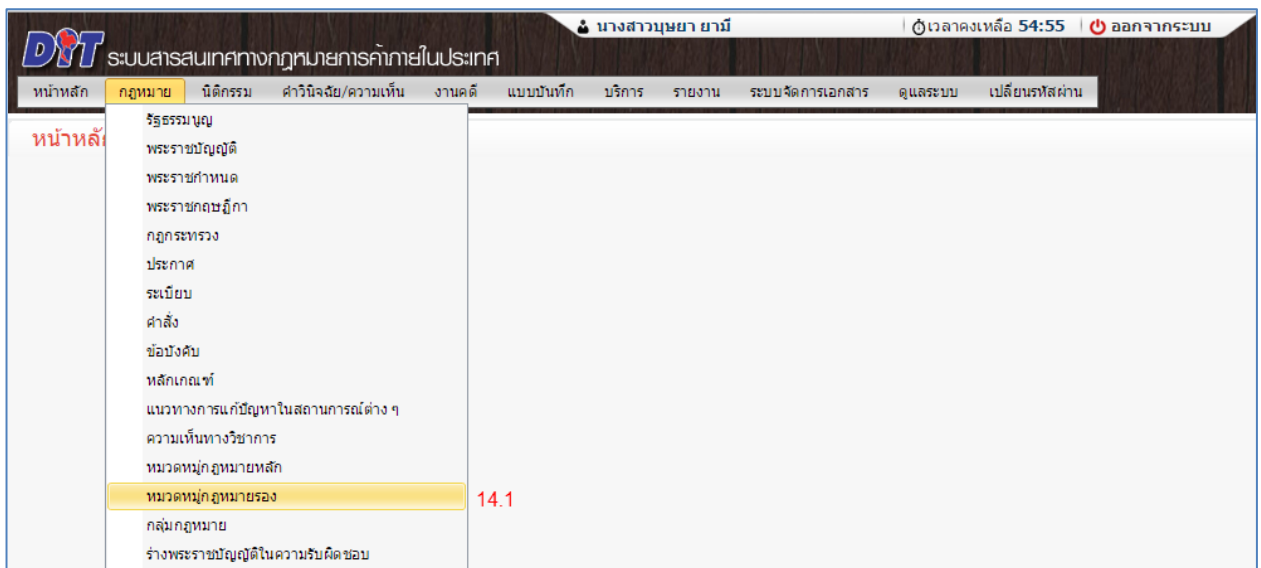 นางสาวบุษยา ยามี เวลาคงเหลือ 54:55 ออกจากระบบ
DIT ระบบสารสนเทศทางกฎหมายการค้าภายในประเทศ
หน้าหลัก กฎหมาย นิติกรรม คำวินิจฉัย/ความเห็น งานคดี แบบบันทึก บริการ รายงาน ระบบจัดการเอกสาร ดูแลระบบ เปลี่ยนรหัสผ่าน
หน้าหลัก
รัฐธรรมนูญ
พระราชบัญญัติ
พระราชกำหนด
พระราชกฤษฎีกา
กฎกระทรวง
ประกาศ
ระเบียบ
คำสั่ง
ข้อบังคับ
หลักเกณฑ์
แนวทางการแก้ปัญหาในสถานการณ์ต่าง ๆ
ความเห็นทางวิชาการ
หมวดหมู่กฎหมายหลัก
หมวดหมู่กฎหมายรอง 14.1
กลุ่มกฎหมาย
ร่างพระราชบัญญัติในความรับผิดชอบ